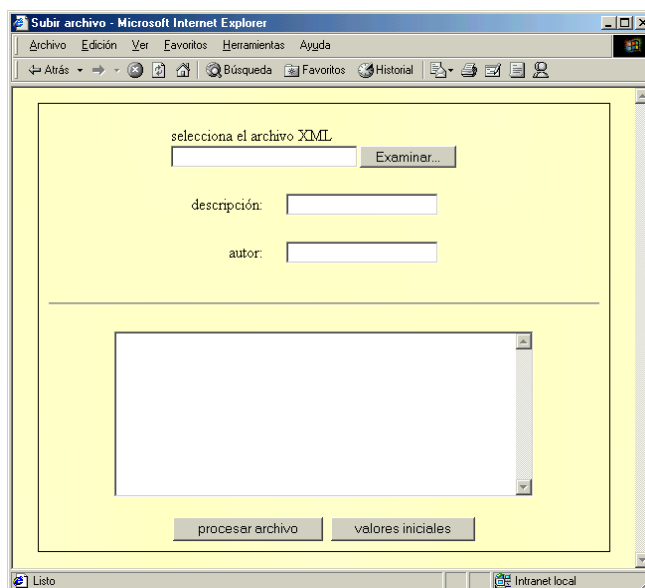 Subir archivo - Microsoft Internet Explorer
Archivo Edición Ver Favoritos Herramientas Ayuda
Atrás Búsqueda Favoritos Historial
selecciona el archivo XML
Examinar...
descripción:
autor:
procesar archivo valores iniciales
Listo Intranet local